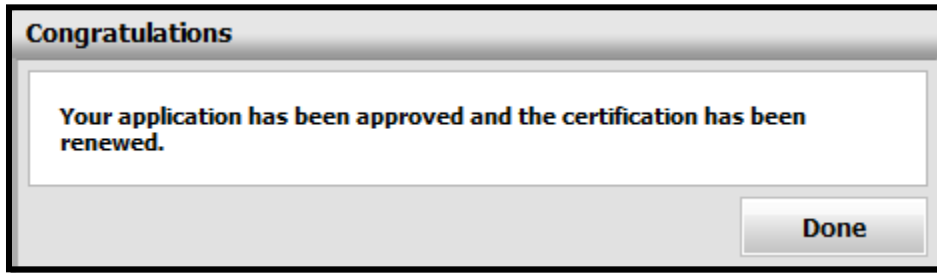 Congratulations
Your application has been approved and the certification has been
renewed.
Done